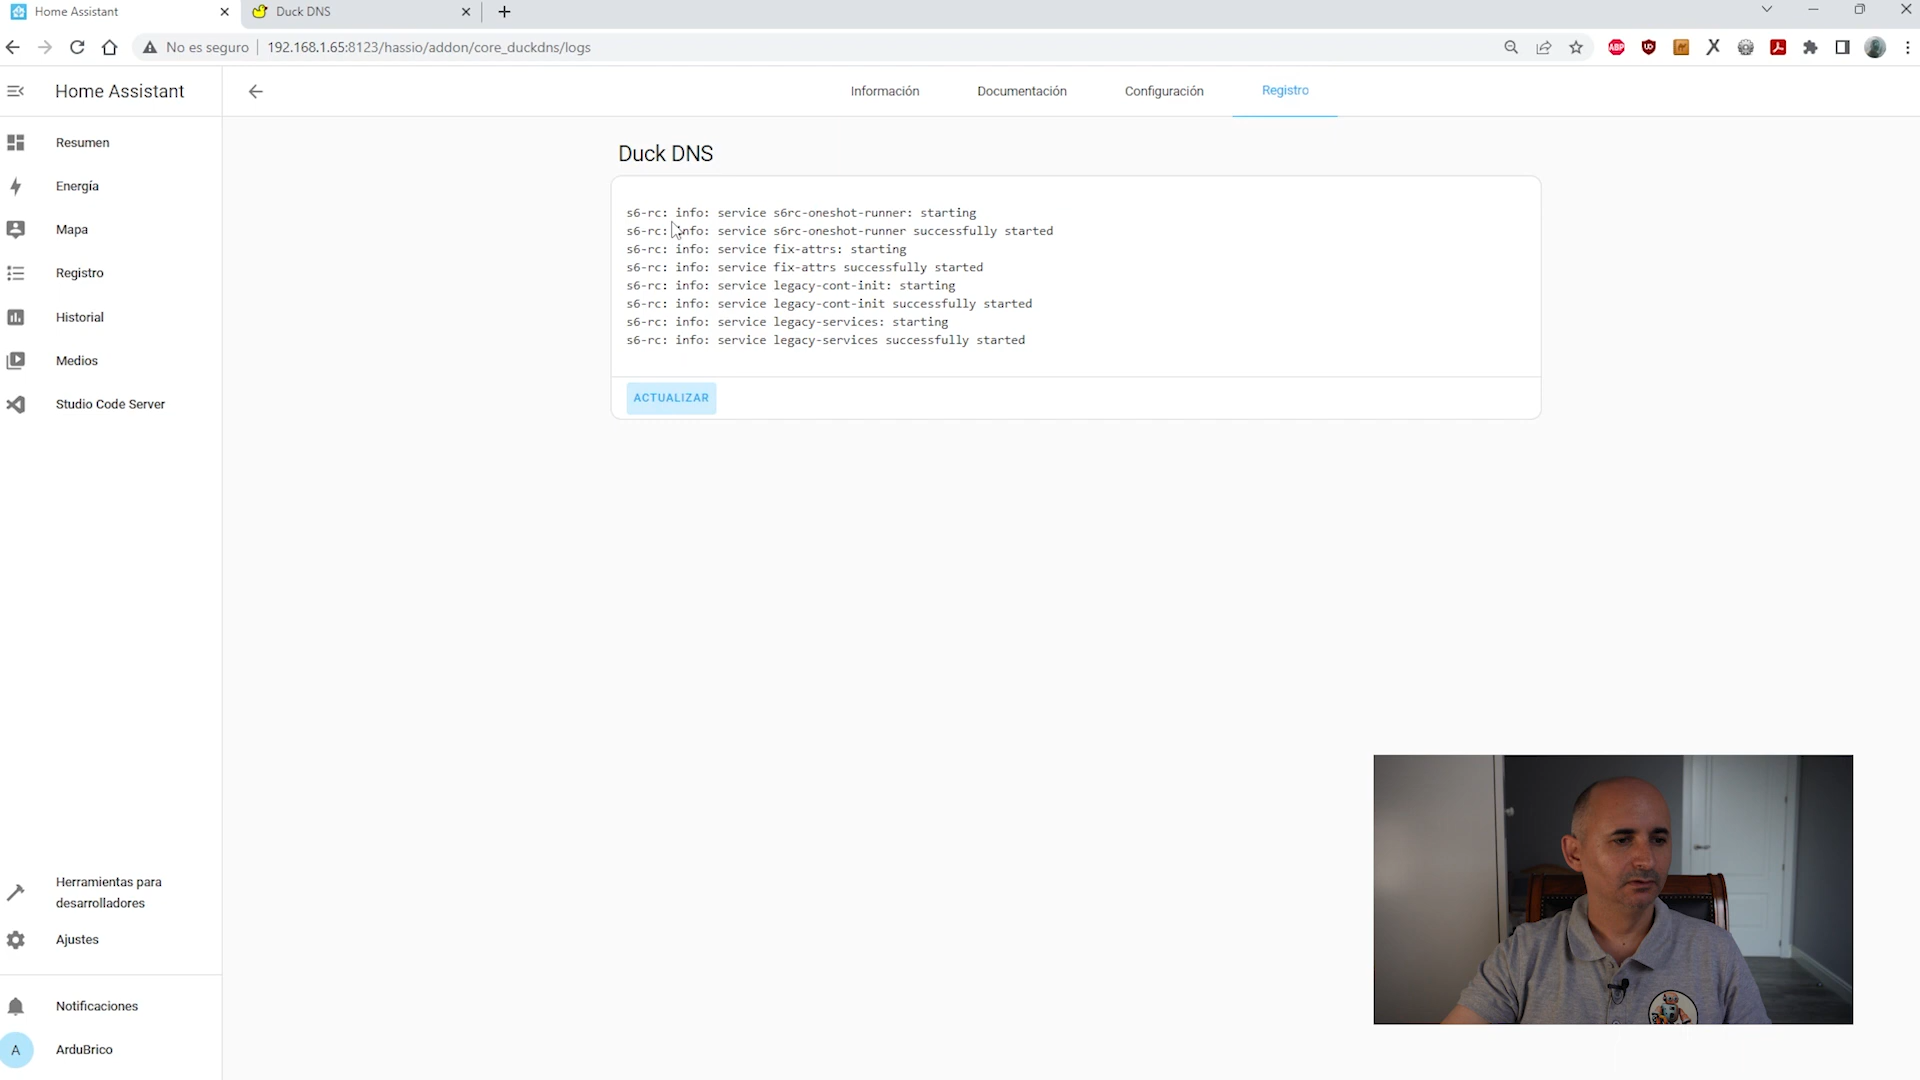 Home Assistant
Duck DNS
No es seguro
192.168.1.65:8123/hassio/addon/core_duckdns/logs
ABP
Home Assistant
Información
Documentación
Configuración
Registro
Resumen
Energía
Mapa
Registro
Historial
Medios
Studio Code Server
Duck DNS
s6-rc: info: service s6rc-oneshot-runner: starting
s6-rc: info: service s6rc-oneshot-runner successfully started
s6-rc: info: service fix-attrs: starting
s6-rc: info: service fix-attrs successfully started
s6-rc: info: service legacy-cont-init: starting
s6-rc: info: service legacy-cont-init successfully started
s6-rc: info: service legacy-services: starting
s6-rc: info: service legacy-services successfully started
ACTUALIZAR
Herramientas para
desarrolladores
Ajustes
Notificaciones
A
ArduBrico